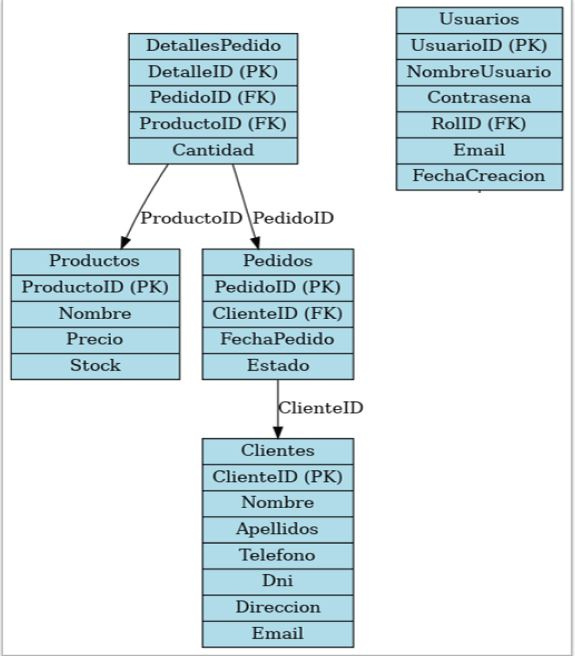 Usuarios
UsuarioID (PK)
NombreUsuario
Contrasena
RolID (FK)
Email
FechaCreacion
DetallesPedido
DetalleID (PK)
PedidoID (FK)
ProductoID (FK)
Cantidad
ProductoID
PedidoID
Productos
ProductoID (PK)
Nombre
Precio
Stock
Pedidos
PedidoID (PK)
ClienteID (FK)
FechaPedido
Estado
ClienteID
Clientes
ClienteID (PK)
Nombre
Apellidos
Telefono
Dni
Direccion
Email